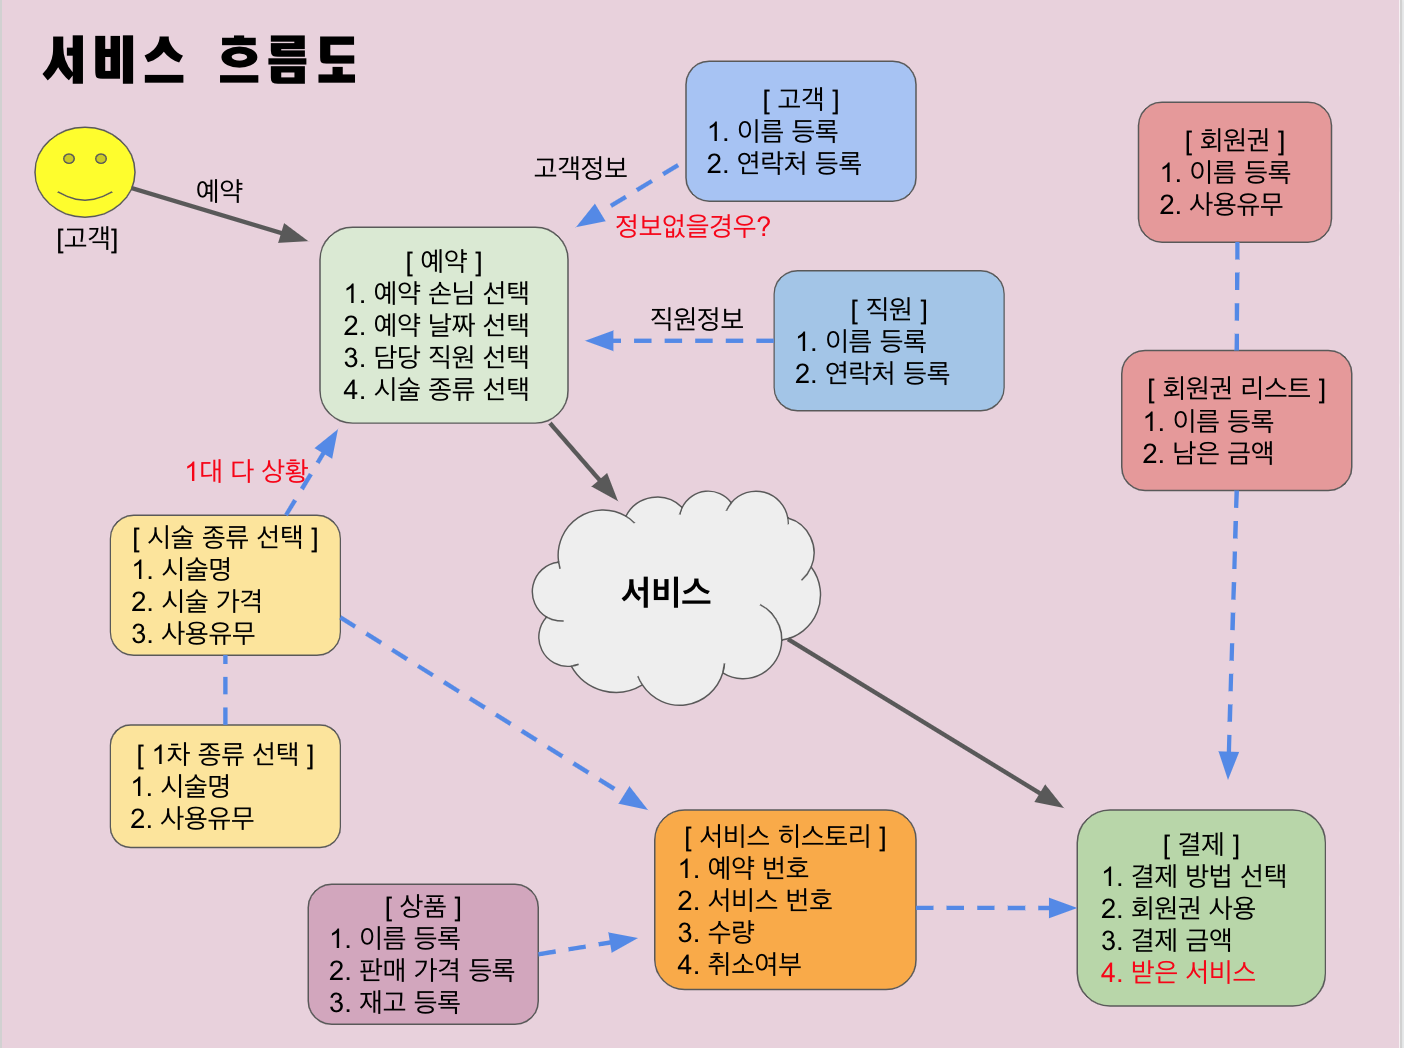 서비스 흐름도
[고객]
예약
[ 고객 ]
1. 이름 등록
2. 연락처 등록
고객정보
정보없을경우?
[ 회원권 ]
1. 이름 등록
2. 사용유무
[ 예약 ]
1. 예약 손님 선택
2. 예약 날짜 선택
3. 담당 직원 선택
4. 시술 종류 선택
직원정보
[ 직원 ]
1. 이름 등록
2. 연락처 등록
[ 회원권 리스트 ]
1. 이름 등록
2. 남은 금액
1대 다 상황
[ 시술 종류 선택 ]
1. 시술명
2. 시술 가격
3. 사용유무
서비스
[ 1차 종류 선택 ]
1. 시술명
2. 사용유무
[ 서비스 히스토리 ]
1. 예약 번호
2. 서비스 번호
3. 수량
4. 취소여부
[ 결제 ]
1. 결제 방법 선택
2. 회원권 사용
3. 결제 금액
4. 받은 서비스
[ 상품 ]
1. 이름 등록
2. 판매 가격 등록
3. 재고 등록